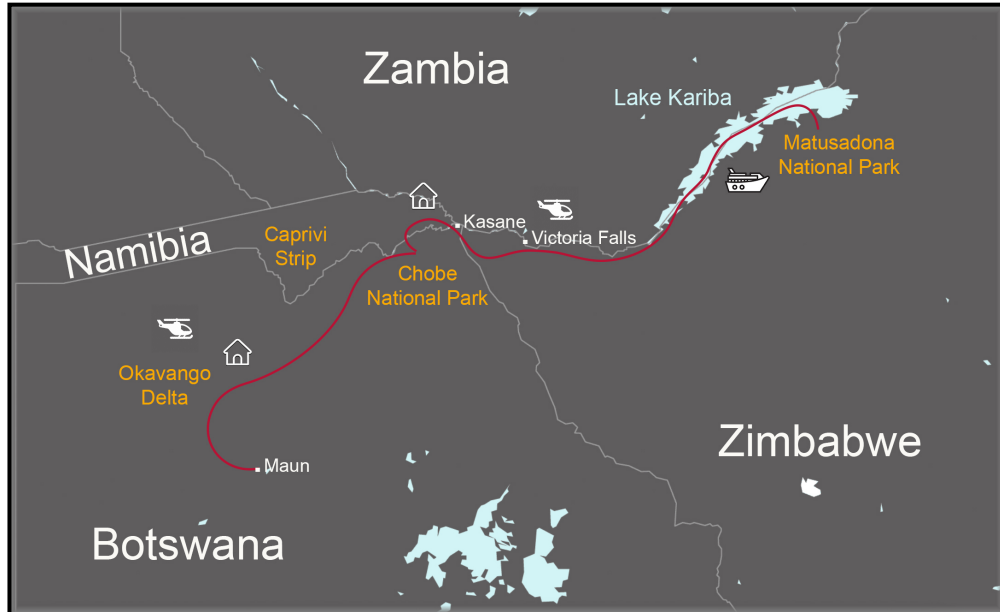 Zambia
Lake Kariba
Matusadona
National Park
Kasane
Victoria Falls
Namibia
Caprivi
Strip
Chobe
National Park
Okavango
Delta
Maun
Zimbabwe
Botswana